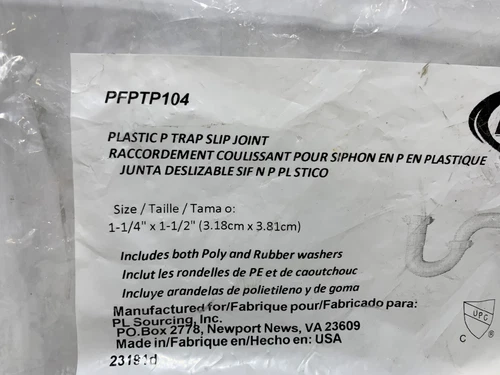 PFPTP104
PLASTIC P TRAP SLIP JOINT
RACCORDEMENT COULISSANT POUR SIPHON EN P EN PLASTIQUE
JUNTA DESLIZABLE SIF N P PL STICO
Size / Taille / Tama o:
1-1/4" x 1-1/2" (3.18cm x 3.81cm)
Includes both Poly and Rubber washers
Inclut les rondelles de PE et de caoutchouc
Incluye arandelas de polietileno y de goma
Manufactured for/Fabrique pour/Fabricado para:
PL Sourcing, Inc.
PO.Box 2778, Newport News, VA 23609
Made in/Fabrique en/Hecho en: USA
23191d
UPC
C ®